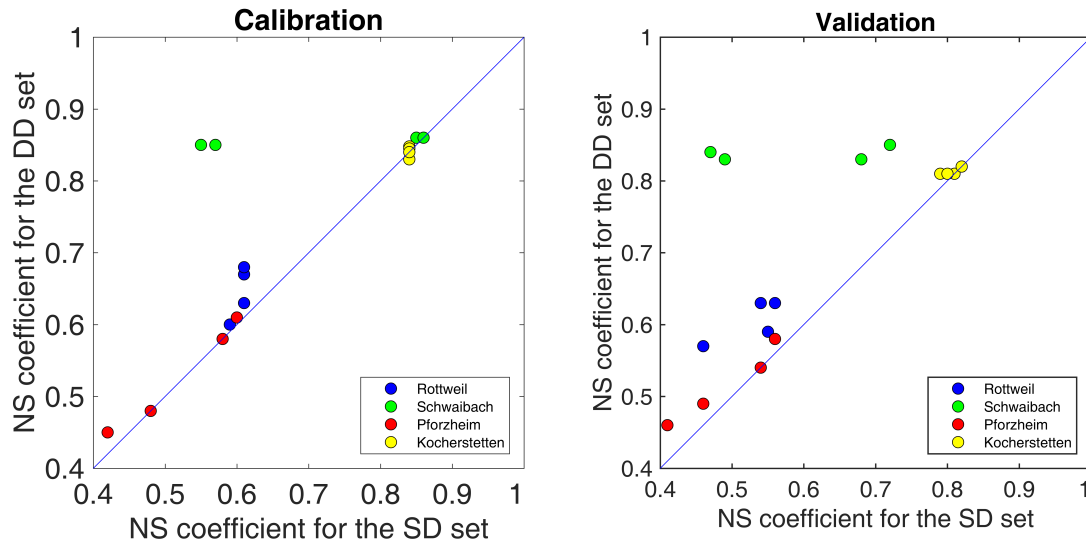 Calibration
NS coefficient for the DD set
1
0.9
0.8
0.7
0.6
0.5
0.4
0.4 0.5 0.6 0.7 0.8 0.9 1
NS coefficient for the SD set
Rottweil
Schwaibach
Pforzheim
Kocherstetten
Validation
NS coefficient for the DD set
1
0.9
0.8
0.7
0.6
0.5
0.4
0.4 0.5 0.6 0.7 0.8 0.9 1
NS coefficient for the SD set
Rottweil
Schwaibach
Pforzheim
Kocherstetten